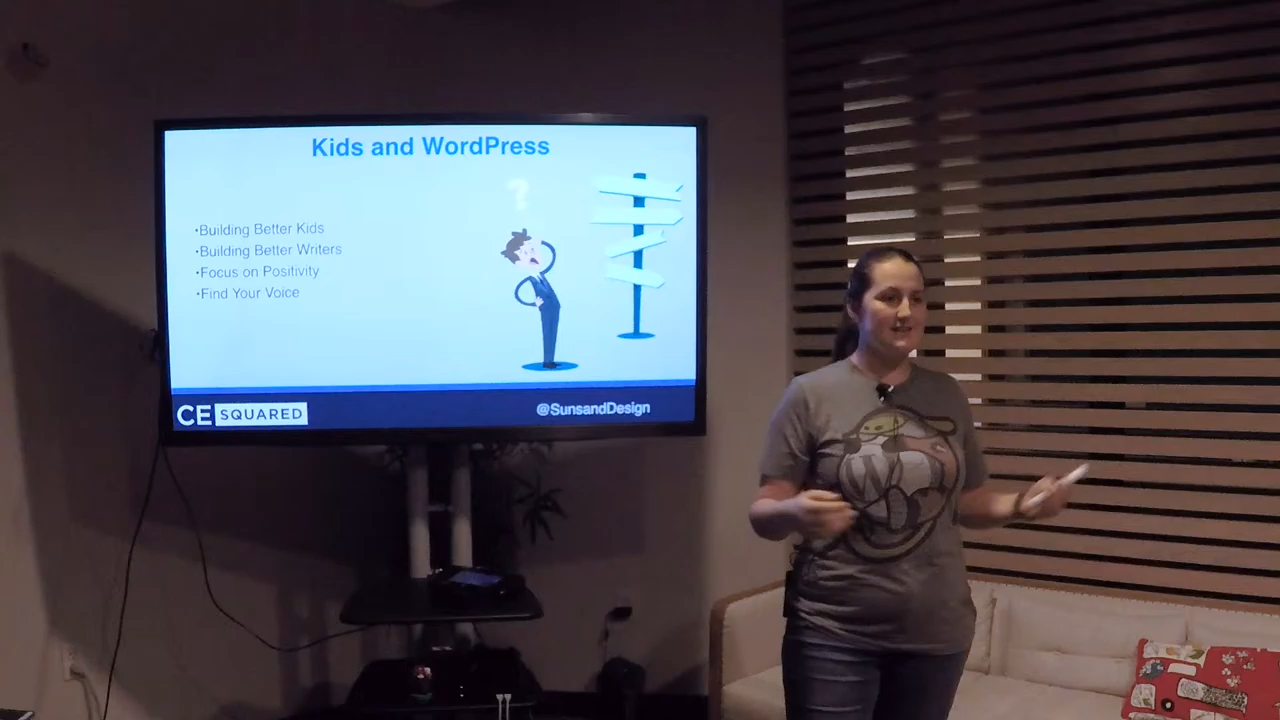 Kids and WordPress
•Building Better Kids
•Building Better Writers
•Focus on Positivity
•Find Your Voice
?
CE SQUARED
@SunsandDesign
W